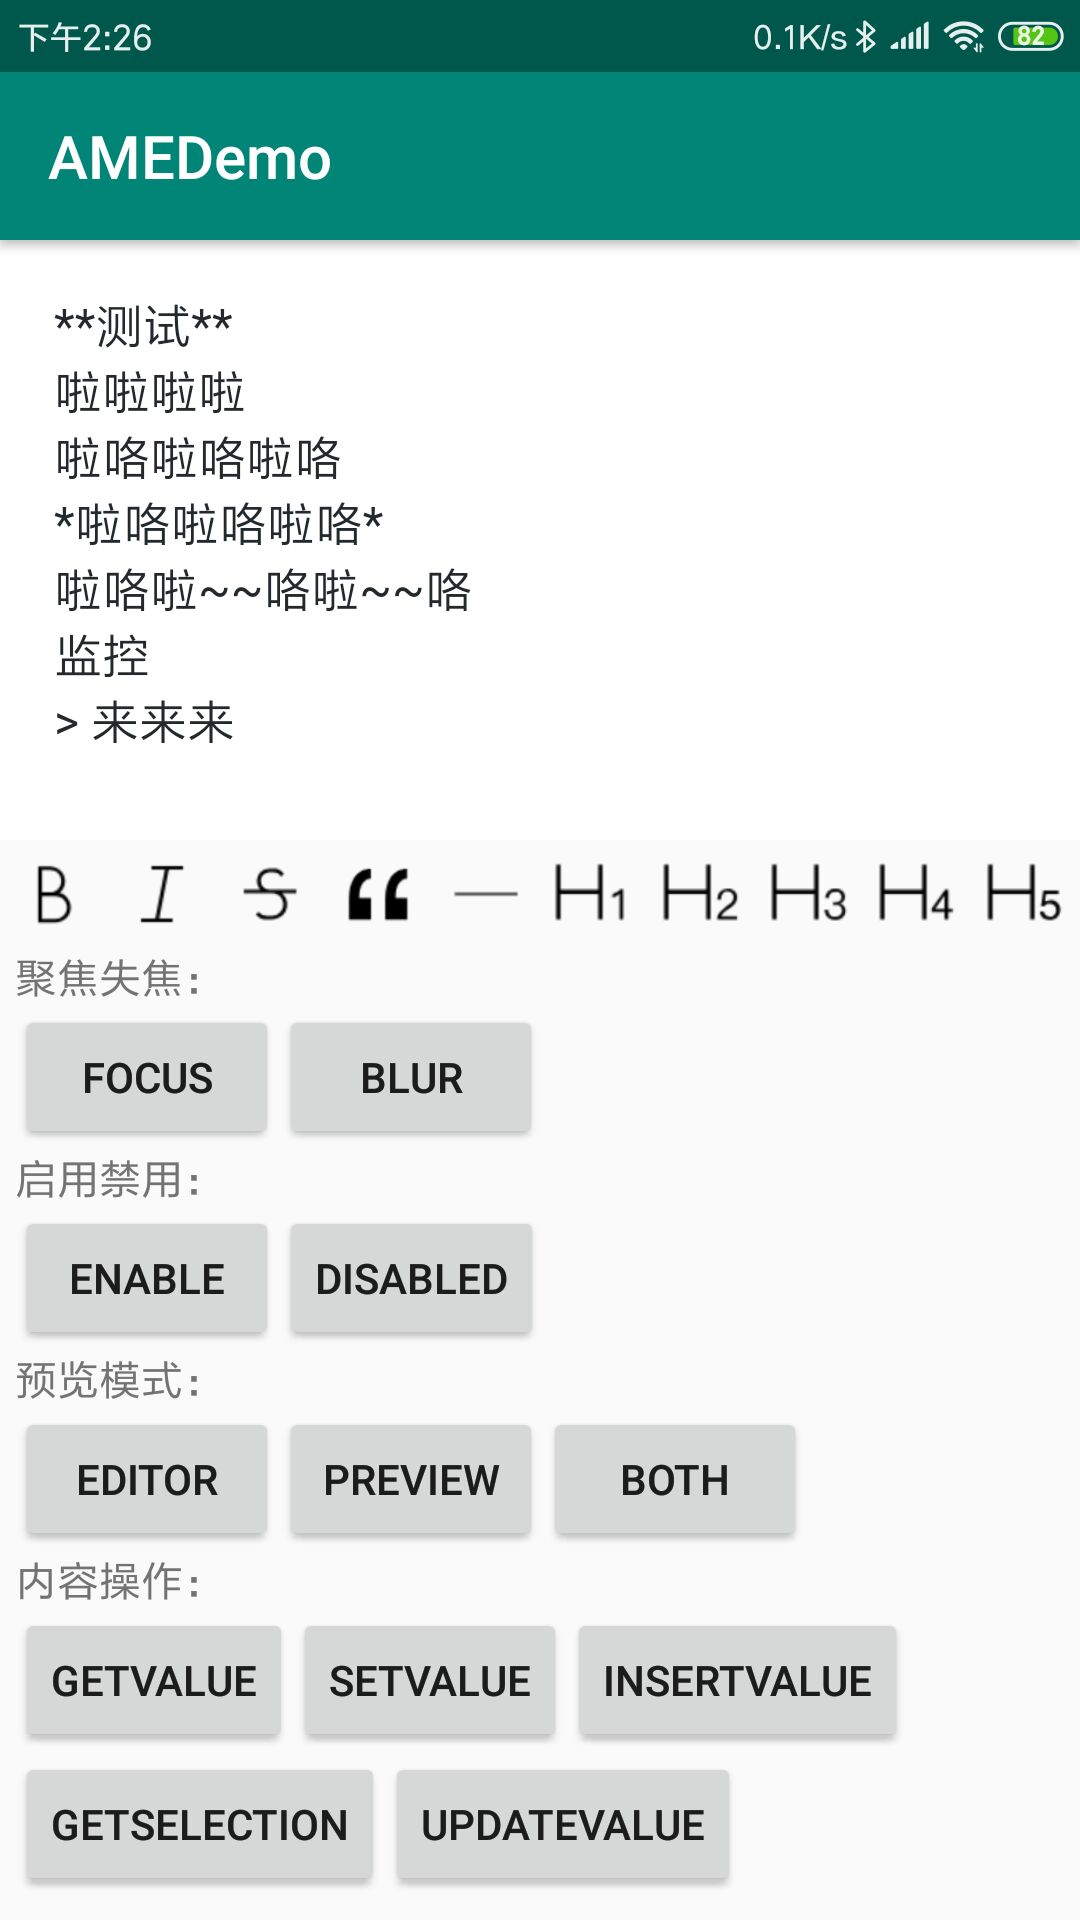 下午2:26 0.1K/s 82
AMEDemo
**测试**
啦啦啦啦
啦咯啦咯啦咯
*啦咯啦咯啦咯*
啦咯啦~~咯啦~~咯
监控
> 来来来
B I S “ — H1 H2 H3 H4 H5
聚焦失焦：
FOCUS BLUR
启用禁用：
ENABLE DISABLED
预览模式：
EDITOR PREVIEW BOTH
内容操作：
GETVALUE SETVALUE INSERTVALUE
GETSELECTION UPDATEVALUE